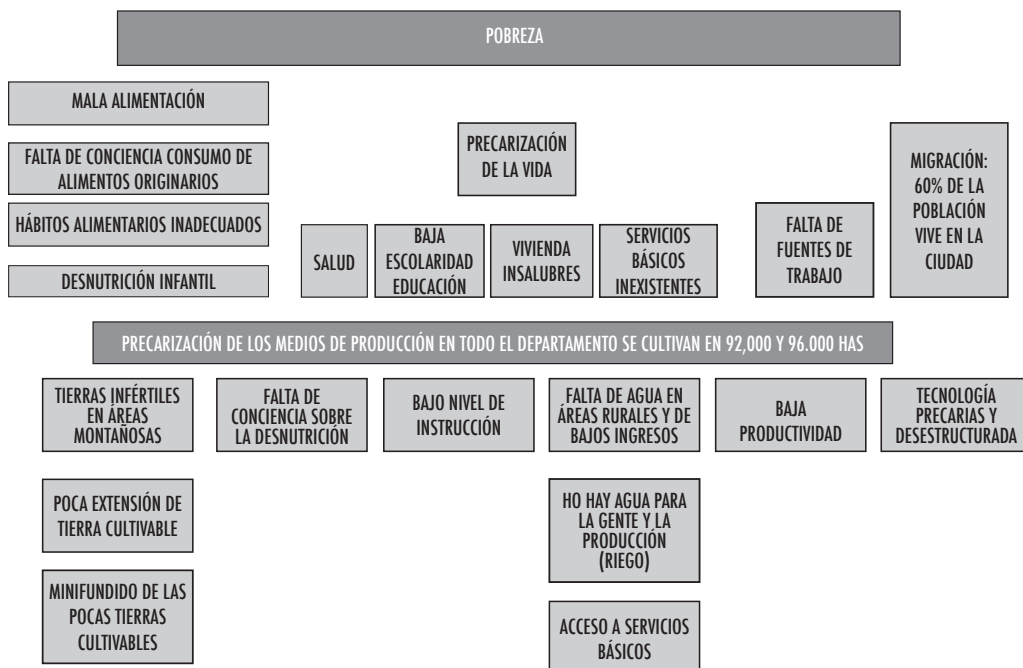 POBREZA
MALA ALIMENTACIÓN
FALTA DE CONCIENCIA CONSUMO DE
ALIMENTOS ORIGINARIOS
HÁBITOS ALIMENTARIOS INADECUADOS
DESNUTRICIÓN INFANTIL
PRECARIZACIÓN
DE LA VIDA
SALUD
BAJA
ESCOLARIDAD
EDUCACIÓN
VIVIENDA
INSALUBRES
SERVICIOS
BÁSICOS
INEXISTENTES
FALTA DE
FUENTES DE
TRABAJO
MIGRACIÓN:
60% DE LA
POBLACIÓN
VIVE EN LA
CIUDAD
PRECARIZACIÓN DE LOS MEDIOS DE PRODUCCIÓN EN TODO EL DEPARTAMENTO SE CULTIVAN EN 92,000 Y 96.000 HAS
TIERRAS INFÉRTILES
EN ÁREAS
MONTAÑOSAS
FALTA DE
CONCIENCIA SOBRE
LA DESNUTRICIÓN
BAJO NIVEL DE
INSTRUCCIÓN
FALTA DE AGUA EN
ÁREAS RURALES Y DE
BAJOS INGRESOS
BAJA
PRODUCTIVIDAD
TECNOLOGÍA
PRECARIAS Y
DESESTRUCTURADA
POCA EXTENSIÓN DE
TIERRA CULTIVABLE
HO HAY AGUA PARA
LA GENTE Y LA
PRODUCCIÓN
(RIEGO)
MINIFUNDIDO DE LAS
POCAS TIERRAS
CULTIVABLES
ACCESO A SERVICIOS
BÁSICOS